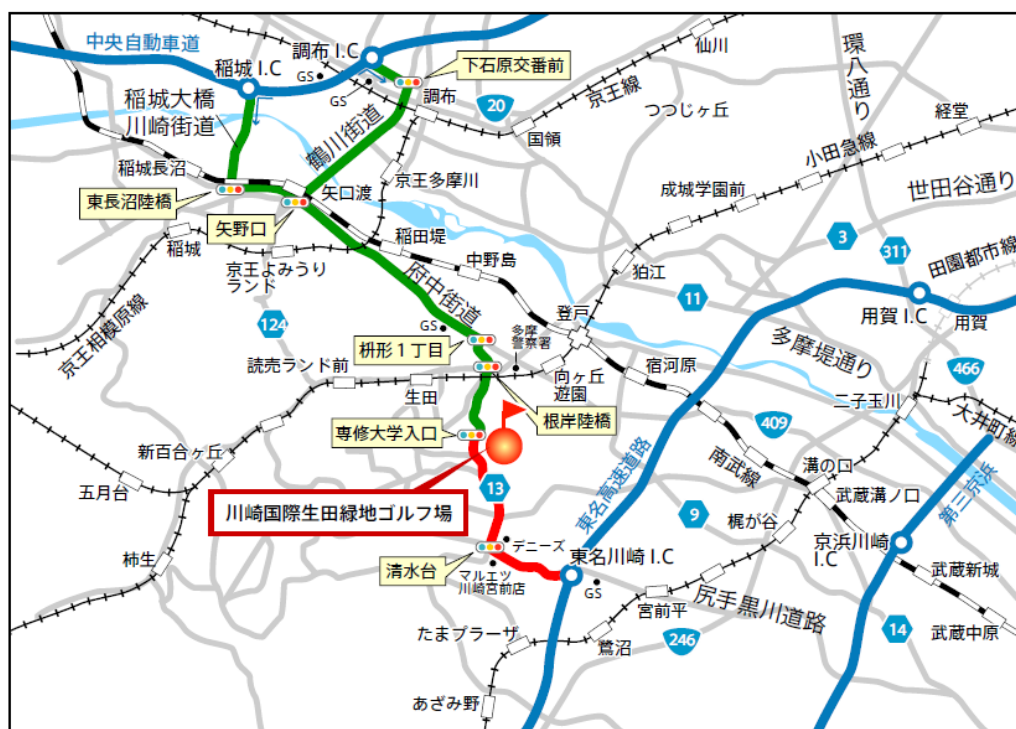 中央自動車道
調布 I.C
仙川
環八通り
稲城 I.C
GS
下石原交番前
GS
調布
京王線
20
つつじヶ丘
経堂
稲城大橋
川崎街道
鶴川街道
国領
小田急線
稲城長沼
京王多摩川
成城学園前
世田谷通り
東長沼陸橋
矢口渡
矢野口
稲田堤
3
311
田園都市線
稲城
京王よみうり
ランド
中野島
狛江
11
用賀 I.C
用賀
府中街道
124
GS
登戸
多摩堤通り
京王相模原線
枡形1丁目
多摩
警察署
読売ランド前
向ヶ丘
遊園
宿河原
466
生田
二子玉川
大井町線
根岸陸橋
409
専修大学入口
新百合ヶ丘
東名高速道路
南武線
溝の口
五月台
13
武蔵溝ノ口
第三京浜
川崎国際生田緑地ゴルフ場
9
梶が谷
デニーズ
京浜川崎
I.C
柿生
清水台
マルエツ
川崎宮前店
東名川崎 I.C
GS
武蔵新城
宮前平
尻手黒川道路
たまプラーザ
鷺沼
246
14
武蔵中原
あざみ野